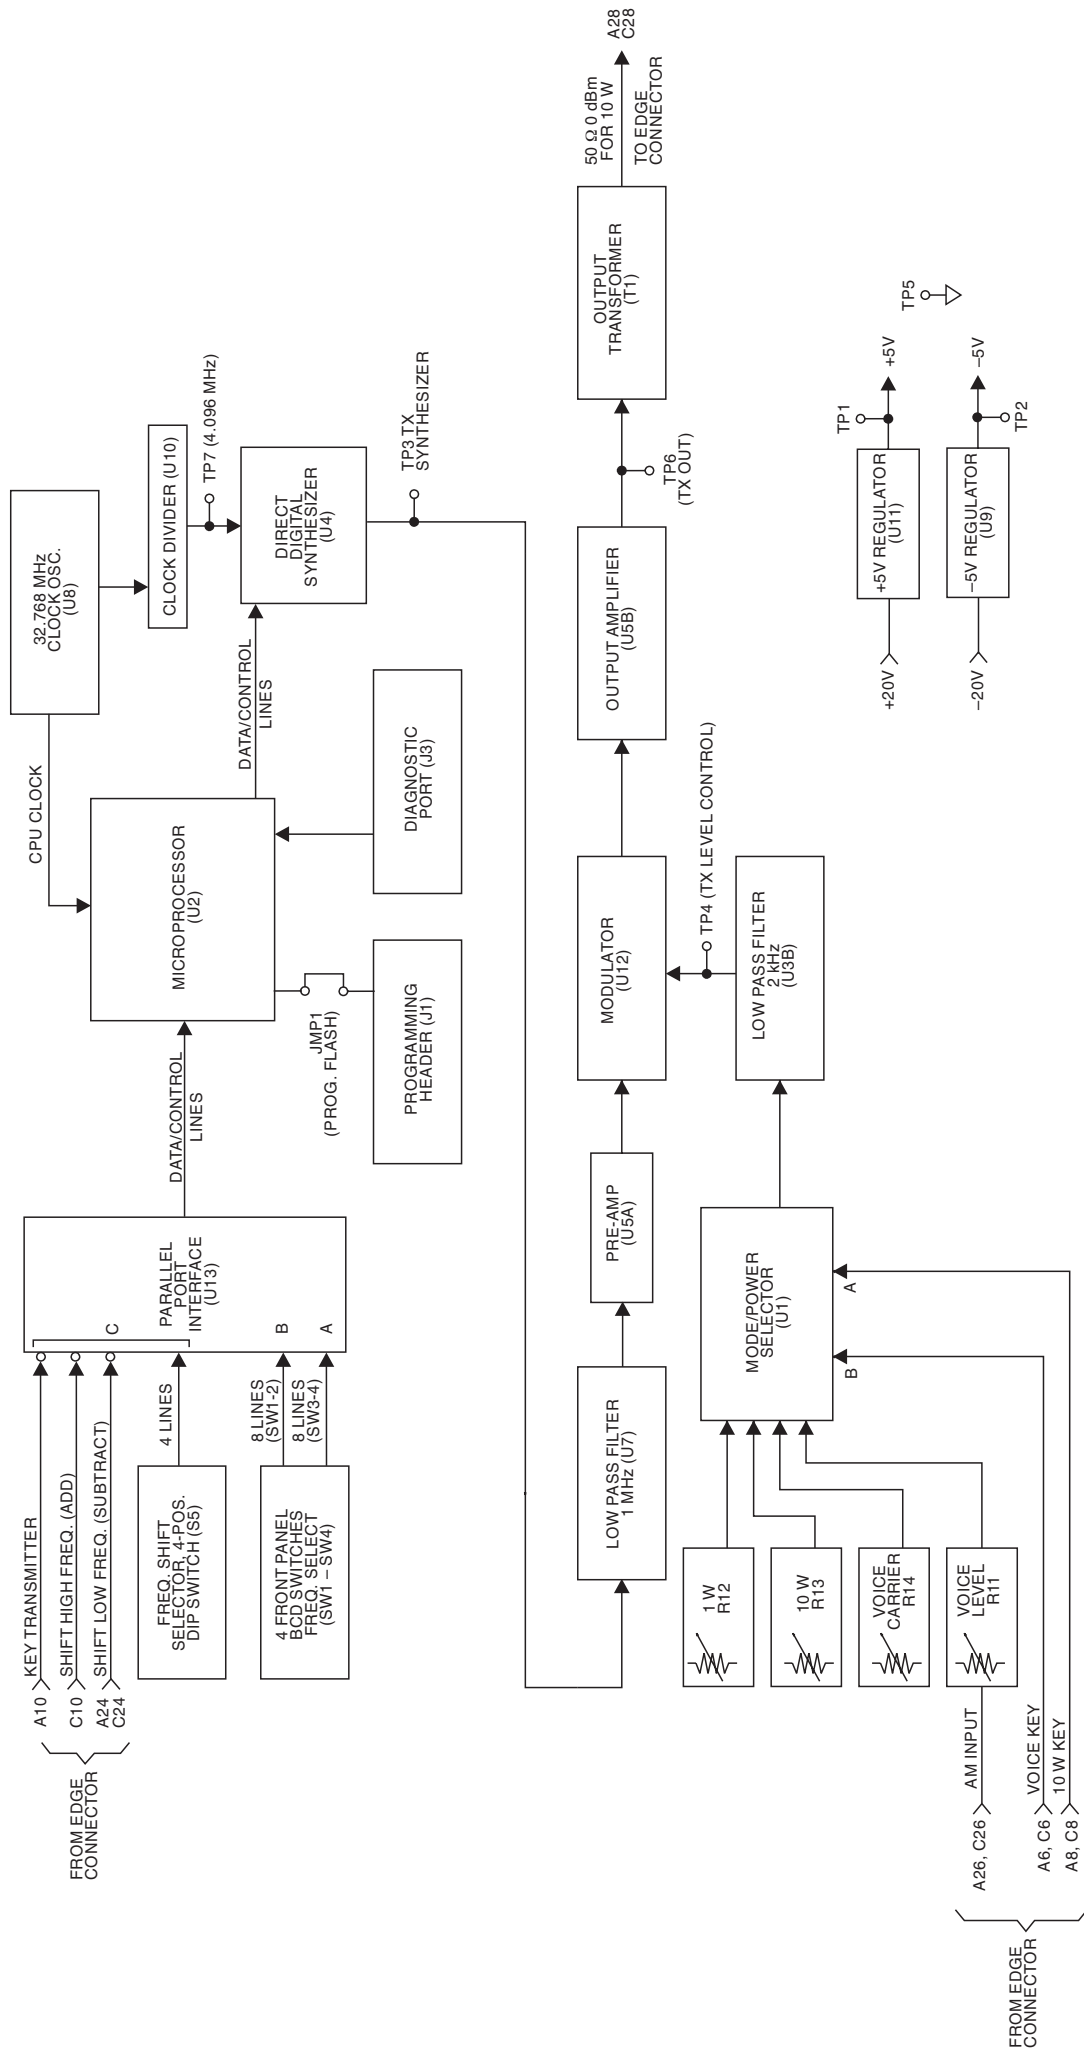 FROM EDGE
CONNECTOR
A10
C10
A24
C24
KEY TRANSMITTER
SHIFT HIGH FREQ. (ADD)
SHIFT LOW FREQ. (SUBTRACT)
FREQ. SHIFT
SELECTOR, 4-POS.
DIP SWITCH (S5)
4 LINES
4 FRONT PANEL
BCD SWITCHES
FREQ. SELECT
(SW1 – SW4)
8 LINES
(SW1-2)
8 LINES
(SW3-4)
C
B
A
PARALLEL
PORT
INTERFACE
(U13)
DATA/CONTROL
LINES
MICROPROCESSOR
(U2)
CPU CLOCK
32.768 MHz
CLOCK OSC.
(U8)
CLOCK DIVIDER (U10)
TP7 (4.096 MHz)
DATA/CONTROL
LINES
DIRECT
DIGITAL
SYNTHESIZER
(U4)
TP3 TX
SYNTHESIZER
JMP1
(PROG. FLASH)
PROGRAMMING
HEADER (J1)
DIAGNOSTIC
PORT (J3)
LOW PASS FILTER
1 MHz (U7)
PRE-AMP
(U5A)
MODULATOR
(U12)
OUTPUT AMPLIFIER
(U5B)
TP6
(TX OUT)
OUTPUT
TRANSFORMER
(T1)
50 Ω 0 dBm
FOR 10 W
TO EDGE
CONNECTOR
A28
C28
TP4 (TX LEVEL CONTROL)
LOW PASS FILTER
2 kHz
(U3B)
MODE/POWER
SELECTOR
(U1)
B
A
1 W
R12
10 W
R13
VOICE
CARRIER
R14
VOICE
LEVEL
R11
AM INPUT
VOICE KEY
10 W KEY
A26, C26
A6, C6
A8, C8
FROM EDGE
CONNECTOR
+20V
+5V REGULATOR
(U11)
TP1
+5V
–20V
–5V REGULATOR
(U9)
TP2
–5V
TP5